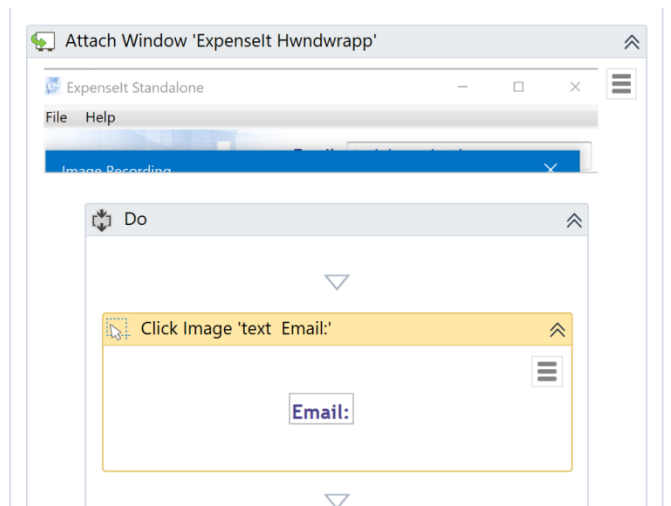 Attach Window 'ExpenseIt Hwndwrapp'
ExpenseIt Standalone
File Help
Image Recording
Do
Click Image 'text Email:'
Email: